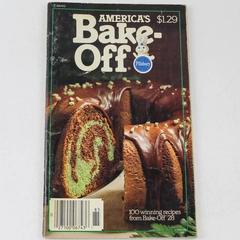 AMERICA'S
$1.29
Bake-
Off
Pillsbury
100 winning recipes
from Bake-Off 28